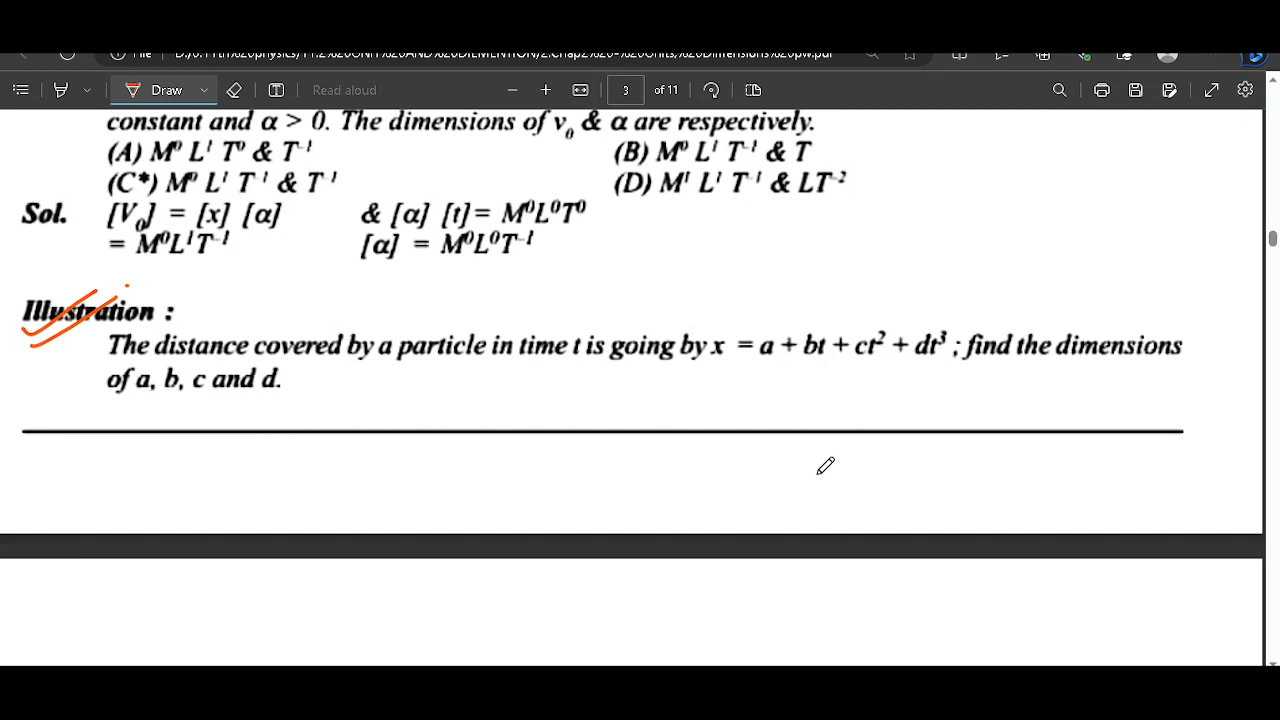 Draw
Read aloud
3 of 11
constant and α > 0. The dimensions of v₀ & α are respectively.
(A) M⁰ L¹ T⁰ & T⁻¹ (B) M⁰ L¹ T⁻¹ & T
(C*) M⁰ L¹ T⁻¹ & T⁻¹ (D) M¹ L¹ T⁻¹ & LT⁻²
Sol. [V₀] = [x] [α] & [α] [t] = M⁰L⁰T⁰
= M⁰L¹T⁻¹ [α] = M⁰L⁰T⁻¹
Illustration :
The distance covered by a particle in time t is going by x = a + bt + ct² + dt³ ; find the dimensions
of a, b, c and d.